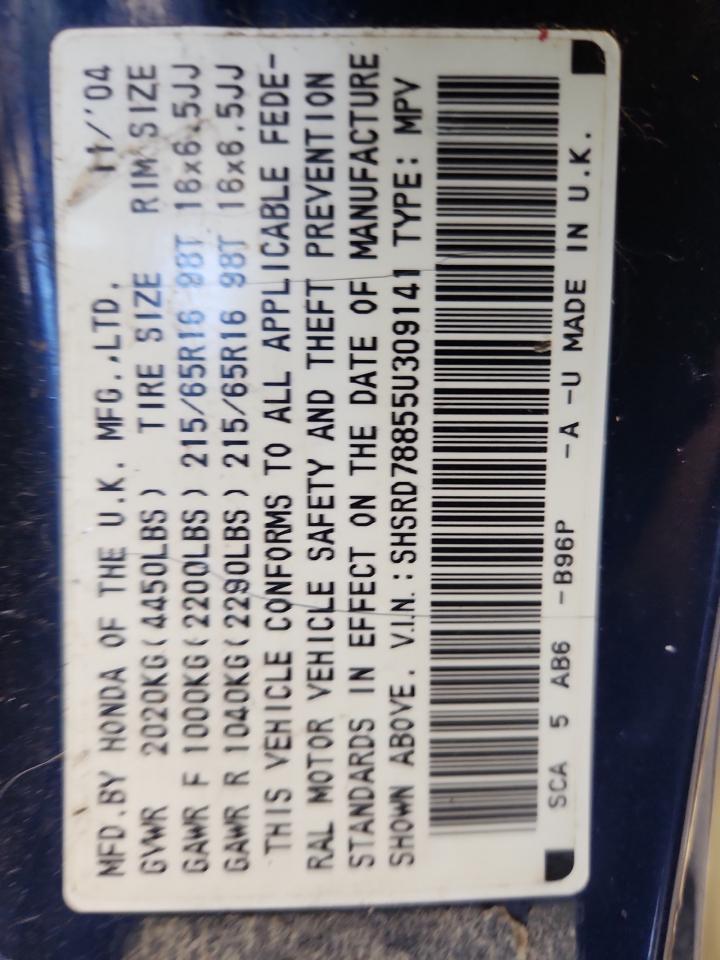 MFD.BY HONDA OF THE U.K. MFG.,LTD. 11/'04
GVWR 2020KG(4450LBS) TIRE SIZE RIM SIZE
GAWR F 1000KG(2200LBS) 215/65R16 98T 16x6.5JJ
GAWR R 1040KG(2290LBS) 215/65R16 98T 16x6.5JJ
THIS VEHICLE CONFORMS TO ALL APPLICABLE FEDE-
RAL MOTOR VEHICLE SAFETY AND THEFT PREVENTION
STANDARDS IN EFFECT ON THE DATE OF MANUFACTURE
SHOWN ABOVE. V.I.N.:SHSRD78855U309141 TYPE: MPV
SCA 5 AB6 -B96P -A -U MADE IN U.K.